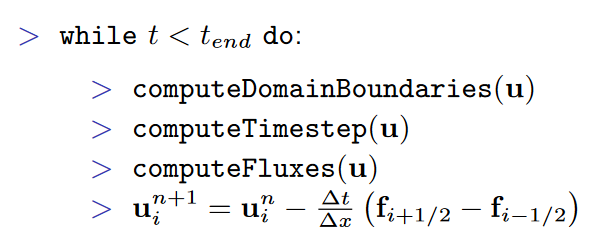 > while t < t_end do:
> computeDomainBoundaries(u)
> computeTimestep(u)
> computeFluxes(u)
> u_i^{n+1} = u_i^n − Δt/Δx (f_{i+1/2} − f_{i−1/2})